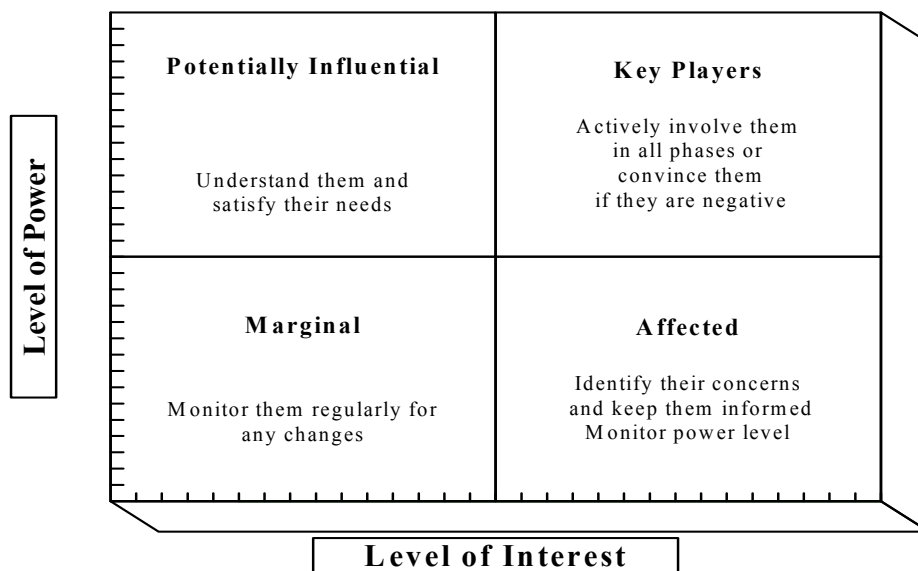 Level of Power
Potentially Influential
Understand them and
satisfy their needs
Key Players
Actively involve them
in all phases or
convince them
if they are negative
Marginal
Monitor them regularly for
any changes
Affected
Identify their concerns
and keep them informed
Monitor power level
Level of Interest